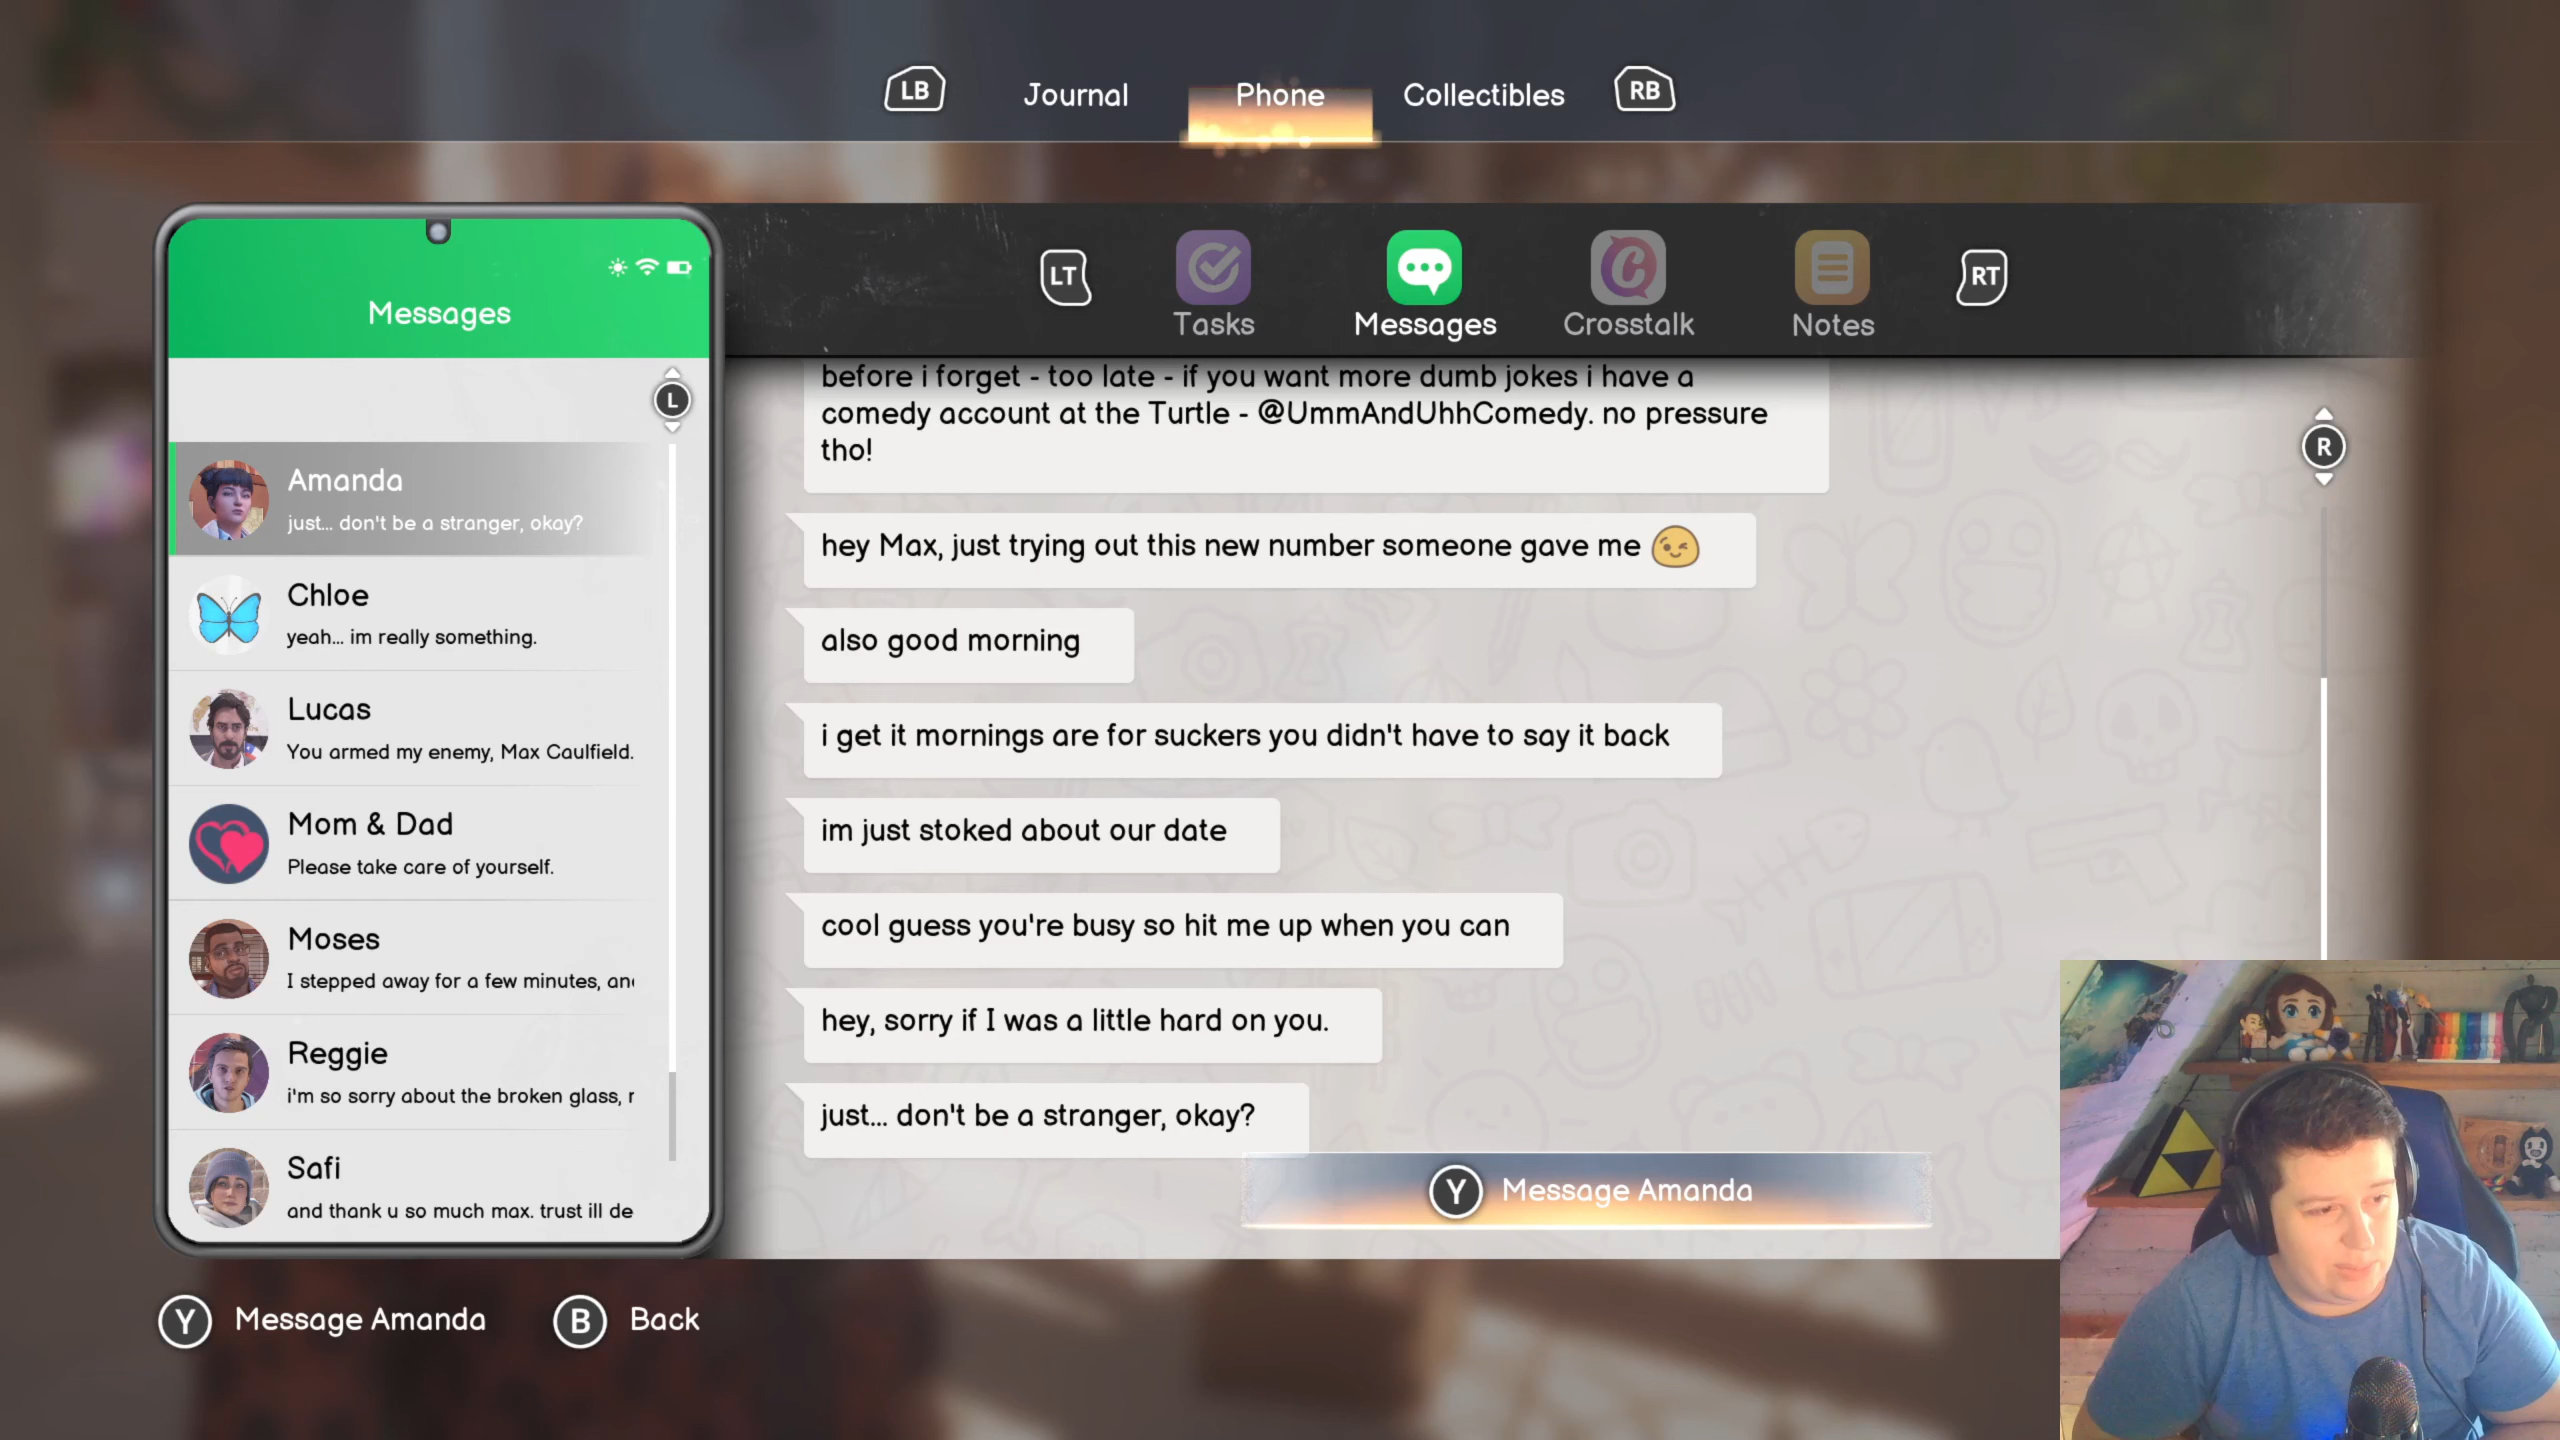 LB
Journal
Phone
Collectibles
RB
Messages
L
Amanda
just... don't be a stranger, okay?
Chloe
yeah... im really something.
Lucas
You armed my enemy, Max Caulfield.
Mom & Dad
Please take care of yourself.
Moses
I stepped away for a few minutes, an
Reggie
i'm so sorry about the broken glass, r
Safi
and thank u so much max. trust ill de
LT
Tasks
Messages
Crosstalk
Notes
RT
before i forget - too late - if you want more dumb jokes i have a
comedy account at the Turtle - @UmmAndUhhComedy. no pressure
tho!
R
hey Max, just trying out this new number someone gave me
also good morning
i get it mornings are for suckers you didn't have to say it back
im just stoked about our date
cool guess you're busy so hit me up when you can
hey, sorry if I was a little hard on you.
just... don't be a stranger, okay?
Y Message Amanda
Y Message Amanda
B Back